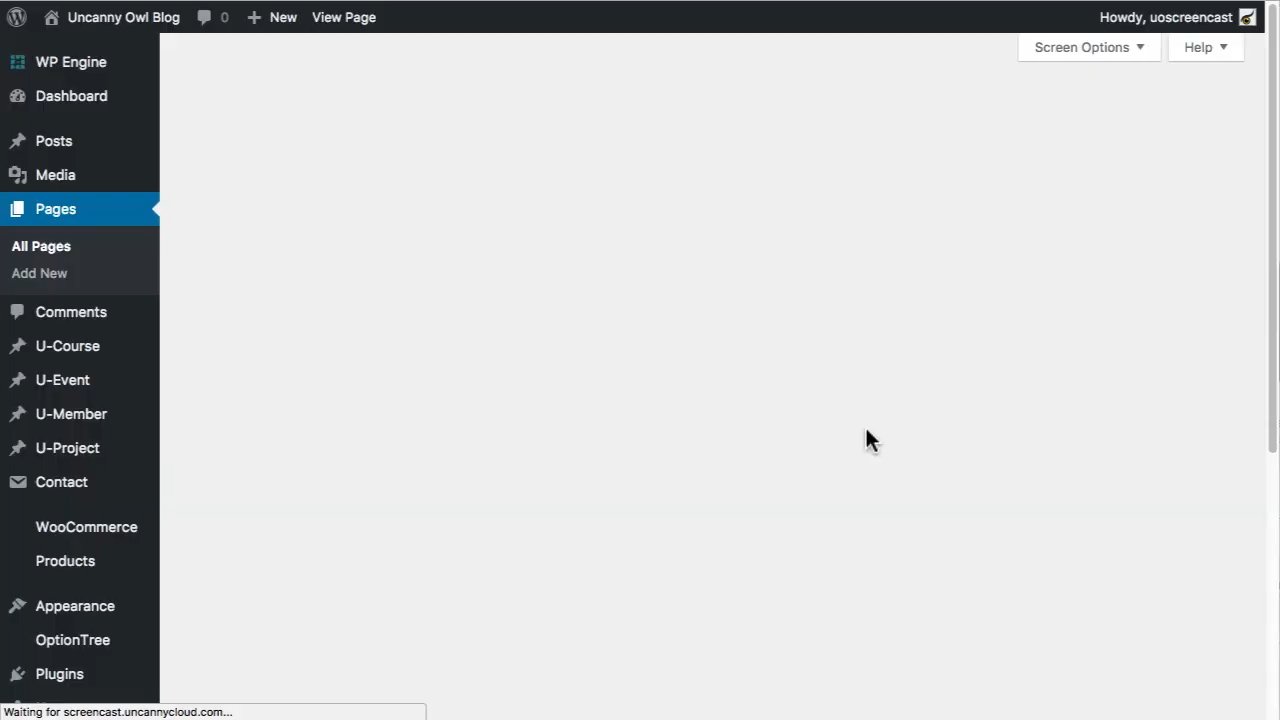 Uncanny Owl Blog 0 New View Page Howdy, uoscreencast
Screen Options Help
WP Engine
Dashboard
Posts
Media
Pages
All Pages
Add New
Comments
U-Course
U-Event
U-Member
U-Project
Contact
WooCommerce
Products
Appearance
OptionTree
Plugins
Waiting for screencast.uncannycloud.com...